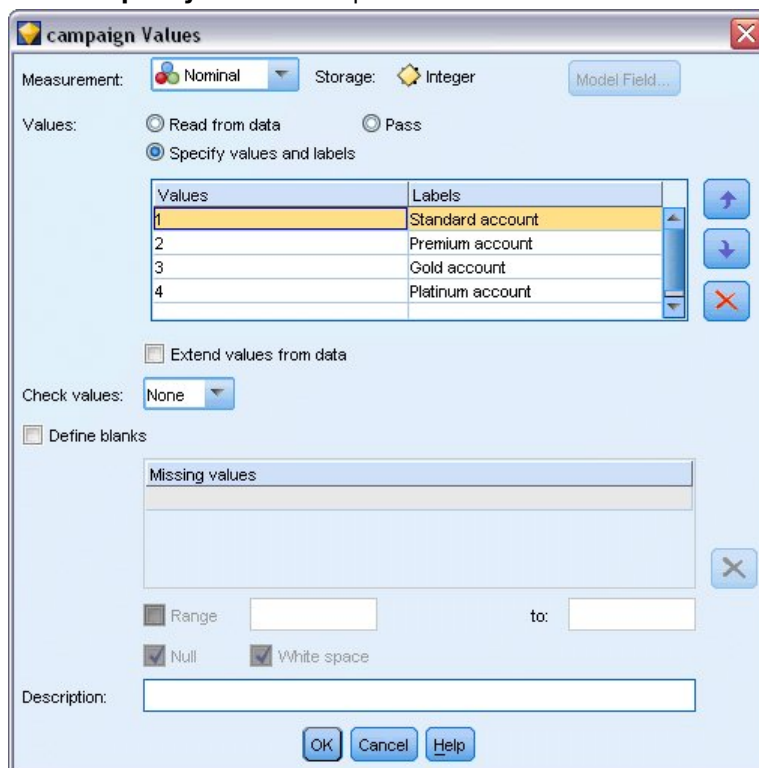 campaign Values
Measurement: Nominal Storage: Integer Model Field...
Values: Read from data Pass
Specify values and labels
Values Labels
1 Standard account
2 Premium account
3 Gold account
4 Platinum account
Extend values from data
Check values: None
Define blanks
Missing values
Range to:
Null White space
Description:
OK Cancel Help